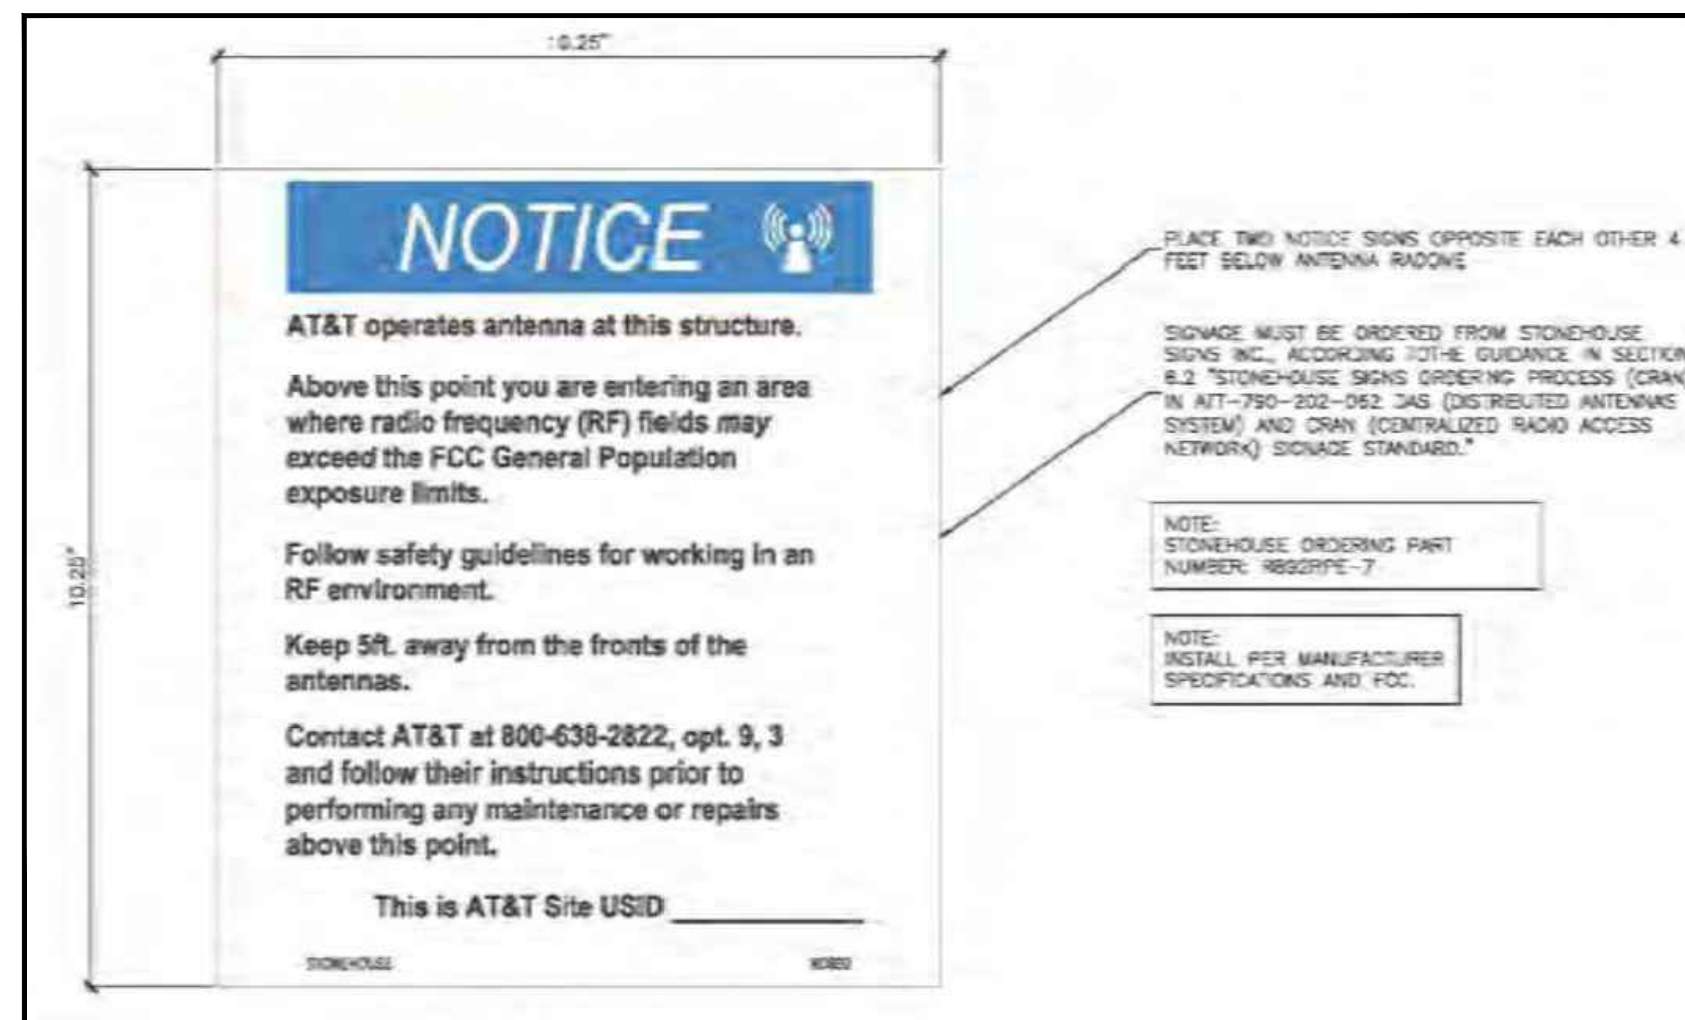 10.25"
10.25"
NOTICE
AT&T operates antenna at this structure.
Above this point you are entering an area
where radio frequency (RF) fields may
exceed the FCC General Population
exposure limits.
Follow safety guidelines for working in an
RF environment.
Keep 5ft. away from the fronts of the
antennas.
Contact AT&T at 800-638-2822, opt. 9, 3
and follow their instructions prior to
performing any maintenance or repairs
above this point.
This is AT&T Site USID
STONEHOUSE
PLACE TWO NOTICE SIGNS OPPOSITE EACH OTHER 4
FEET BELOW ANTENNA RADOME
SIGNAGE MUST BE ORDERED FROM STONEHOUSE
SIGNS INC., ACCORDING TOTHE GUIDANCE IN SECTION
6.2 "STONEHOUSE SIGNS ORDERING PROCESS (CRAN)
IN ATT-790-202-062 DAS (DISTRIBUTED ANTENNAS
SYSTEM) AND CRAN (CENTRALIZED RADIO ACCESS
NETWORK) SIGNAGE STANDARD."
NOTE:
STONEHOUSE ORDERING PART
NUMBER:
NOTE:
INSTALL PER MANUFACTURER
SPECIFICATIONS AND FCC.